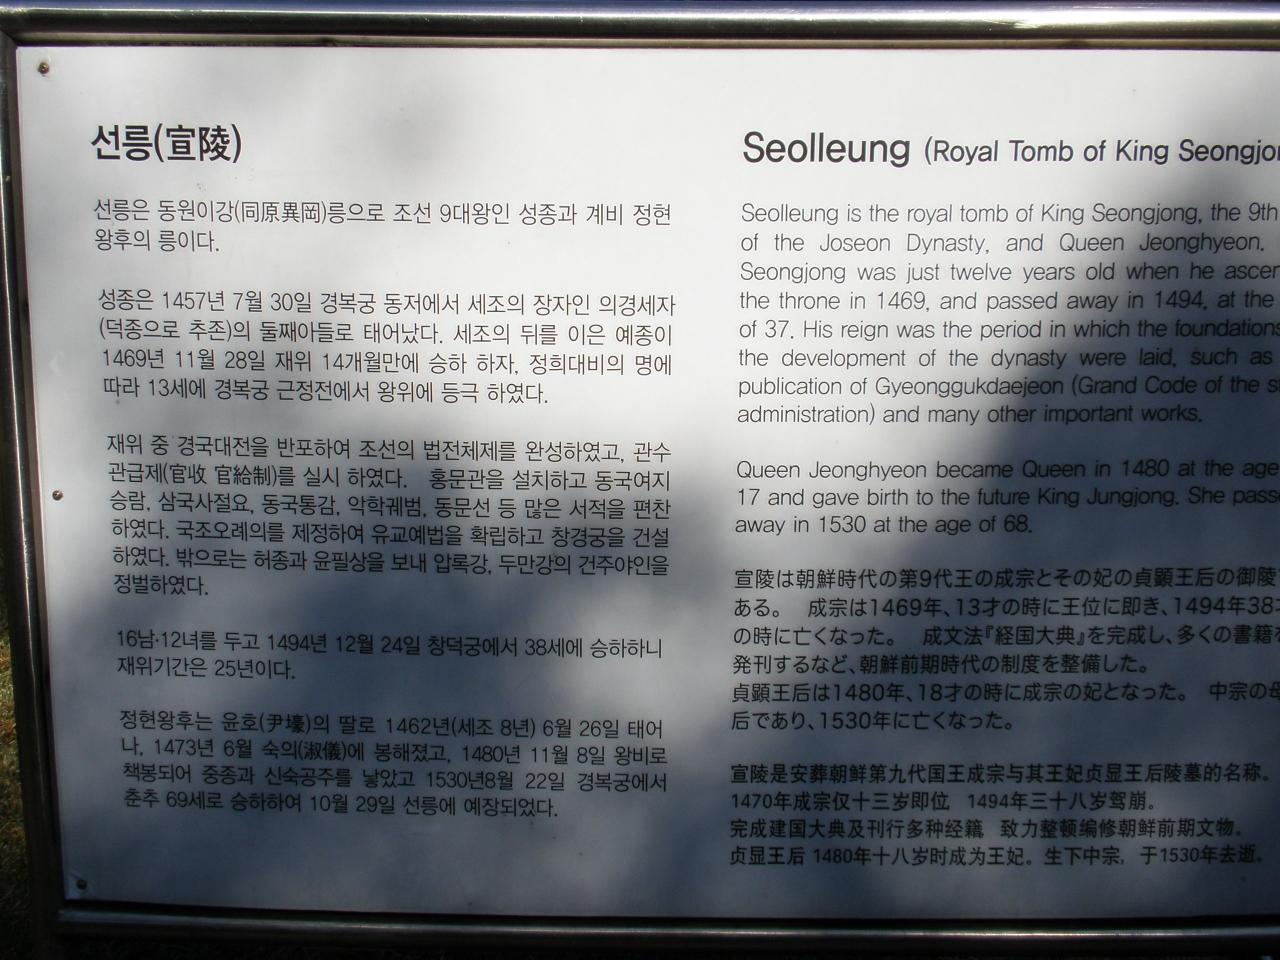 선릉(宣陵)
선릉은 동원이강(同原異岡)릉으로 조선 9대왕인 성종과 계비 정현
왕후의 릉이다.
성종은 1457년 7월 30일 경복궁 동저에서 세조의 장자인 의경세자
(덕종으로 추존)의 둘째아들로 태어났다. 세조의 뒤를 이은 예종이
1469년 11월 28일 재위 14개월만에 승하 하자, 정희대비의 명에
따라 13세에 경복궁 근정전에서 왕위에 등극 하였다.
재위 중 경국대전을 반포하여 조선의 법전체제를 완성하였고, 관수
관급제(官收 官給制)를 실시 하였다. 홍문관을 설치하고 동국여지
승람, 삼국사절요, 동국통감, 악학궤범, 동문선 등 많은 서적을 편찬
하였다. 국조오례의를 제정하여 유교예법을 확립하고 창경궁을 건설
하였다. 밖으로는 허종과 윤필상을 보내 압록강, 두만강의 건주야인을
정벌하였다.
16남·12녀를 두고 1494년 12월 24일 창덕궁에서 38세에 승하하니
재위기간은 25년이다.
정현왕후는 윤호(尹壕)의 딸로 1462년(세조 8년) 6월 26일 태어
나, 1473년 6월 숙의(淑儀)에 봉해졌고, 1480년 11월 8일 왕비로
책봉되어 중종과 신숙공주를 낳았고 1530년8월 22일 경복궁에서
춘추 69세로 승하하여 10월 29일 선릉에 예장되었다.
Seolleung (Royal Tomb of King Seongjon
Seolleung is the royal tomb of King Seongjong, the 9th
of the Joseon Dynasty, and Queen Jeonghyeon.
Seongjong was just twelve years old when he ascen
the throne in 1469, and passed away in 1494, at the
of 37. His reign was the period in which the foundations
the development of the dynasty were laid, such as
publication of Gyeonggukdaejeon (Grand Code of the st
administration) and many other important works.
Queen Jeonghyeon became Queen in 1480 at the age
17 and gave birth to the future King Jungjong. She pass
away in 1530 at the age of 68.
宣陵は朝鮮時代の第9代王の成宗とその妃の貞顕王后の御陵
ある。 成宗は1469年、13才の時に王位に即き、1494年38才
の時に亡くなった。 成文法『経国大典』を完成し、多くの書籍を
発刊するなど、朝鮮前期時代の制度を整備した。
貞顕王后は1480年、18才の時に成宗の妃となった。 中宗の母
后であり、1530年に亡くなった。
宣陵是安葬朝鲜第九代国王成宗与其王妃贞显王后陵墓的名称。
1470年成宗仅十三岁即位 1494年三十八岁驾崩。
完成建国大典及刊行多种经籍 致力整顿编修朝鲜前期文物。
贞显王后 1480年十八岁时成为王妃。生下中宗, 于1530年去逝。